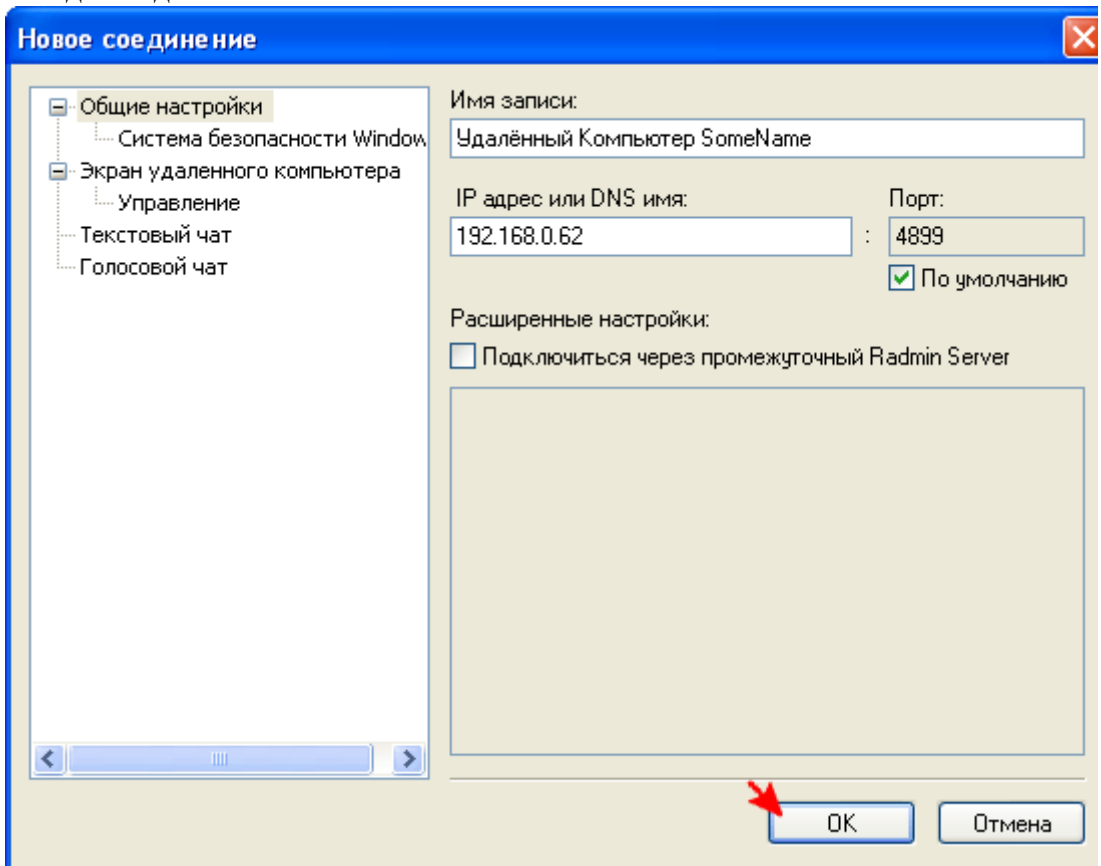 Новое соединение
Общие настройки
Система безопасности Window
Экран удаленного компьютера
Управление
Текстовый чат
Голосовой чат
Имя записи:
Удалённый Компьютер SomeName
IP адрес или DNS имя: Порт:
192.168.0.62 : 4899
По умолчанию
Расширенные настройки:
Подключиться через промежуточный Radmin Server
OK Отмена